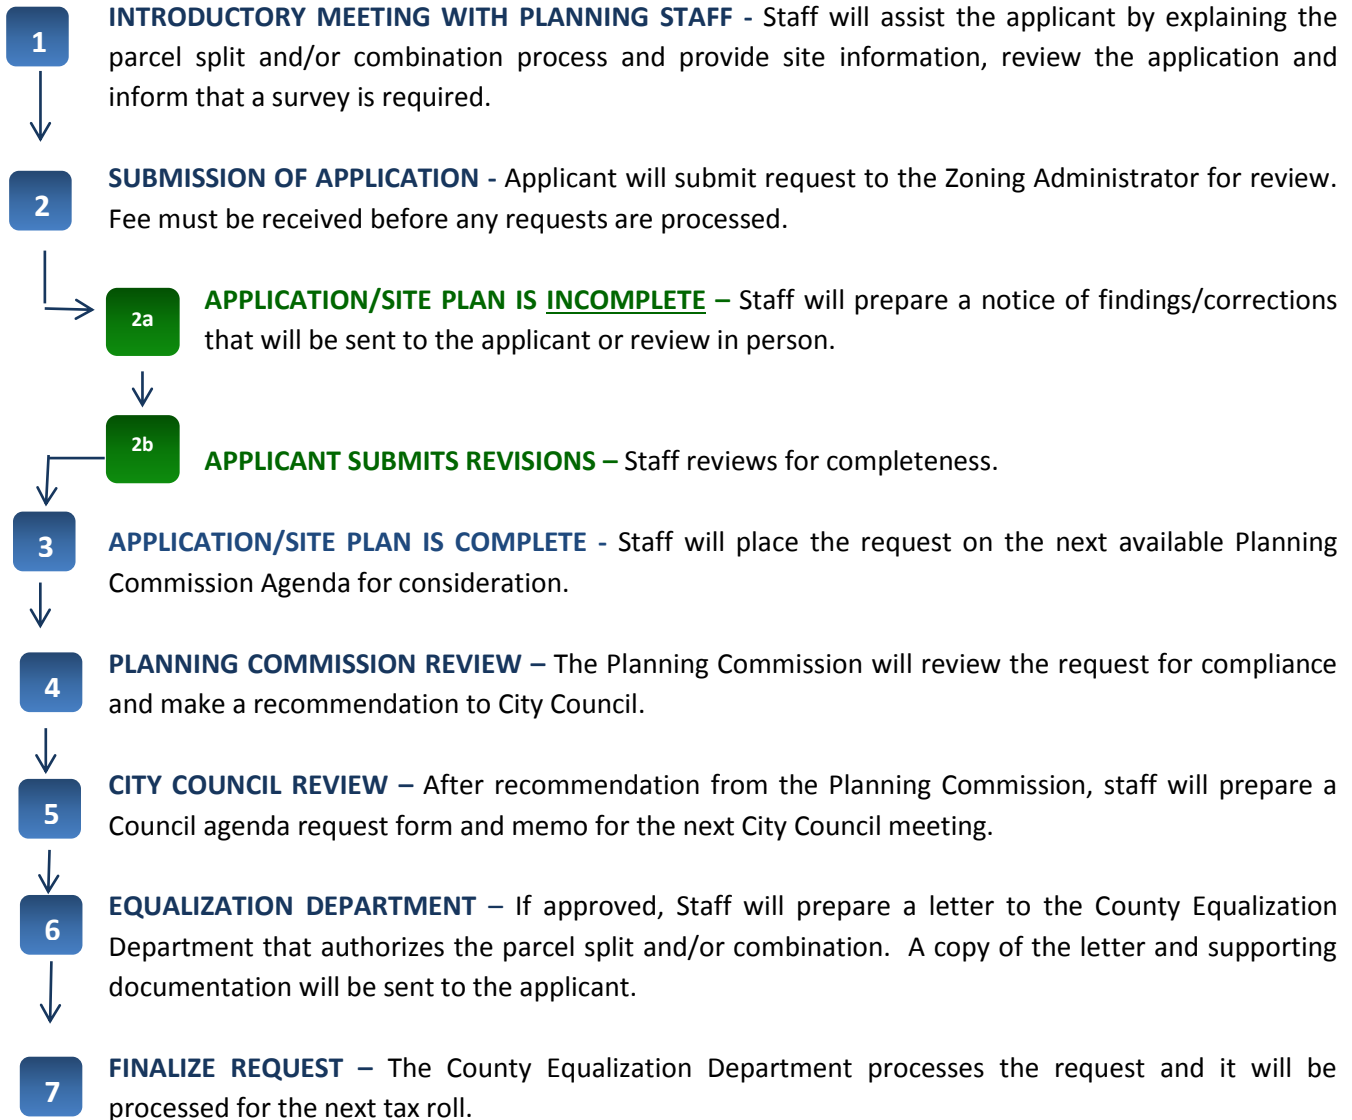 1
INTRODUCTORY MEETING WITH PLANNING STAFF - Staff will assist the applicant by explaining the
parcel split and/or combination process and provide site information, review the application and
inform that a survey is required.
2
SUBMISSION OF APPLICATION - Applicant will submit request to the Zoning Administrator for review.
Fee must be received before any requests are processed.
2a
APPLICATION/SITE PLAN IS INCOMPLETE – Staff will prepare a notice of findings/corrections
that will be sent to the applicant or review in person.
2b
APPLICANT SUBMITS REVISIONS – Staff reviews for completeness.
3
APPLICATION/SITE PLAN IS COMPLETE - Staff will place the request on the next available Planning
Commission Agenda for consideration.
4
PLANNING COMMISSION REVIEW – The Planning Commission will review the request for compliance
and make a recommendation to City Council.
5
CITY COUNCIL REVIEW – After recommendation from the Planning Commission, staff will prepare a
Council agenda request form and memo for the next City Council meeting.
6
EQUALIZATION DEPARTMENT – If approved, Staff will prepare a letter to the County Equalization
Department that authorizes the parcel split and/or combination. A copy of the letter and supporting
documentation will be sent to the applicant.
7
FINALIZE REQUEST – The County Equalization Department processes the request and it will be
processed for the next tax roll.